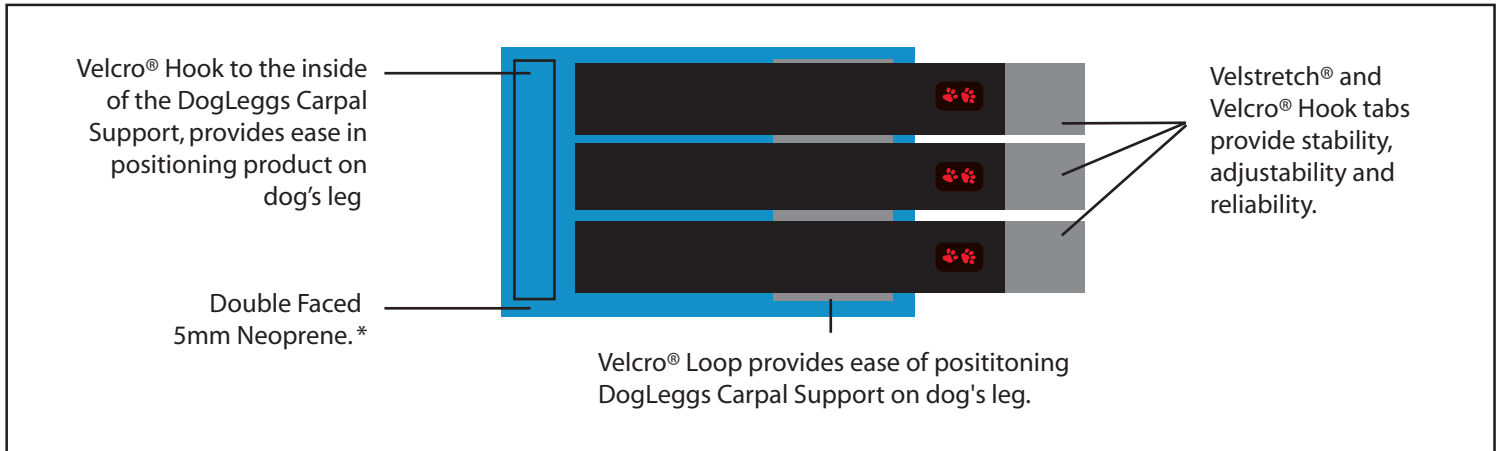 Velcro® Hook to the inside
of the DogLeggs Carpal
Support, provides ease in
positioning product on
dog's leg
Double Faced
5mm Neoprene. *
Velcro® Loop provides ease of posititoning
DogLeggs Carpal Support on dog's leg.
Velstretch® and
Velcro® Hook tabs
provide stability,
adjustability and
reliability.